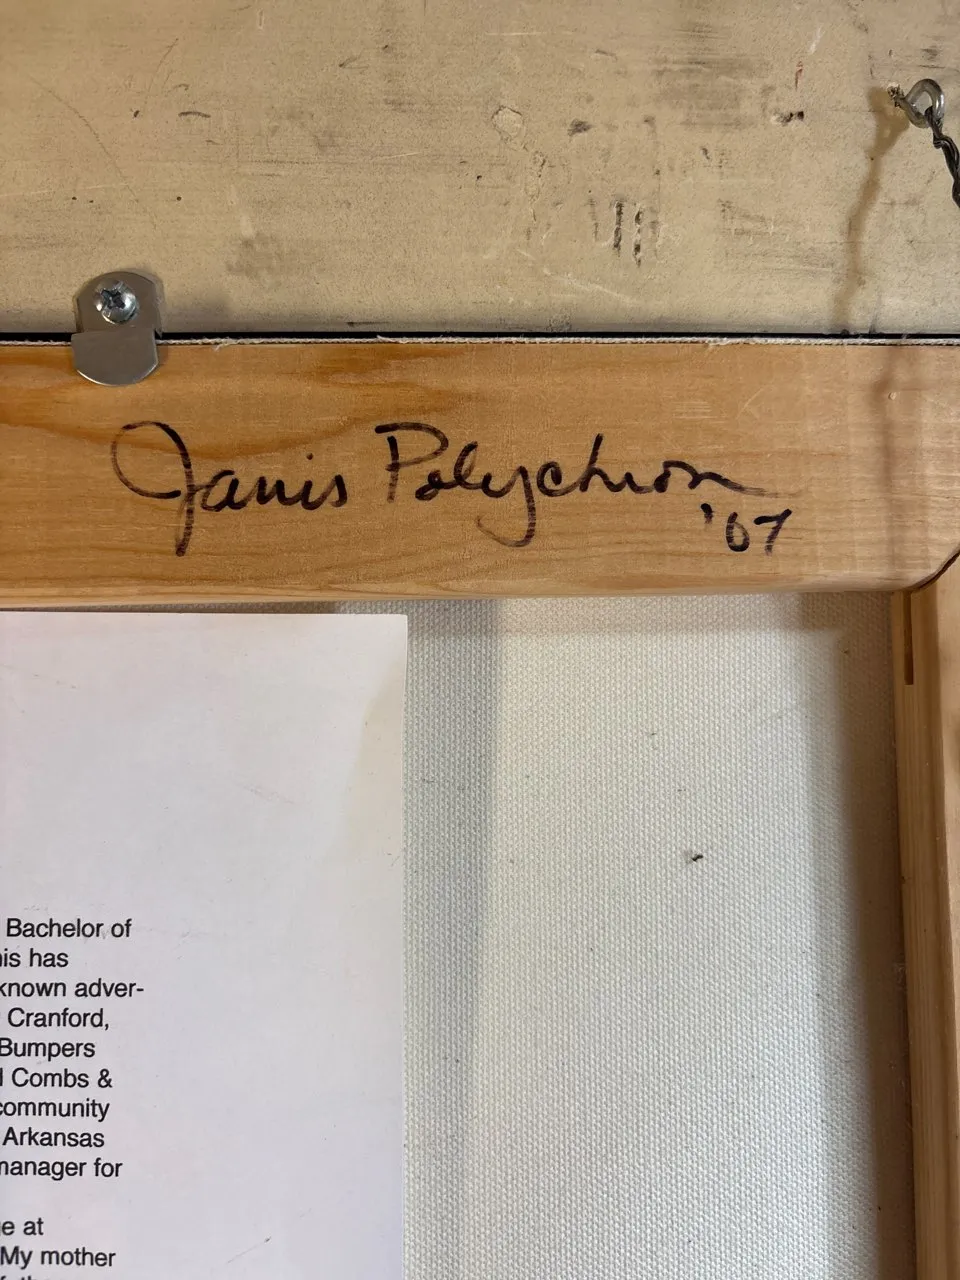 Janis Polychron
'07
Bachelor of
is has
known adver-
Cranford,
Bumpers
Combs &
community
Arkansas
manager for
e at
My mother